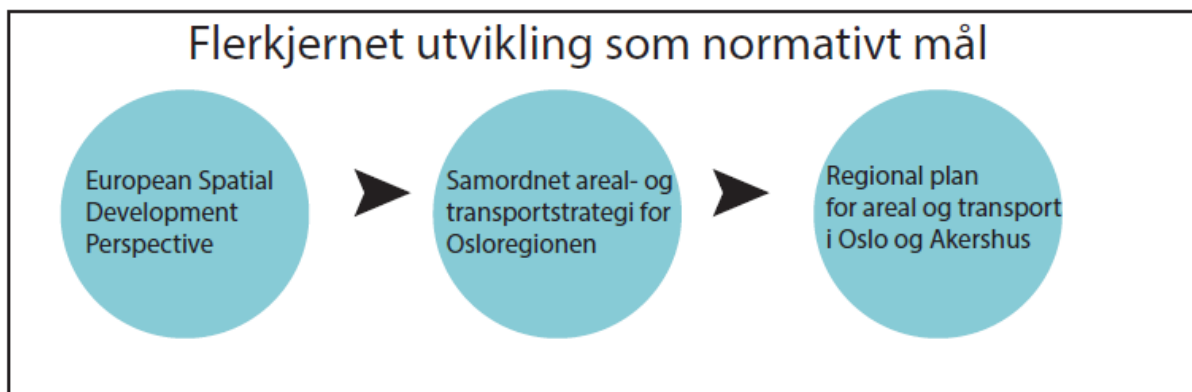 Flerkjernet utvikling som normativt mål
European Spatial
Development
Perspective
Samordnet areal- og
transportstrategi for
Osloregionen
Regional plan
for areal og transport
i Oslo og Akershus